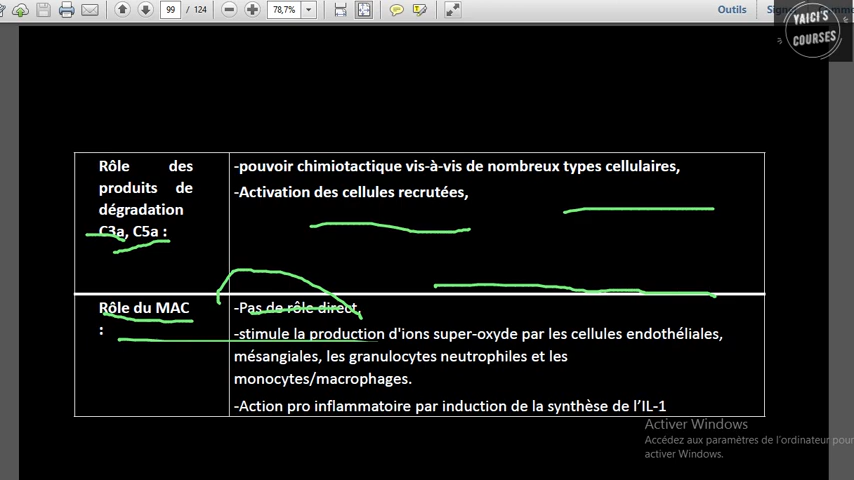 99 / 124
78,7%
Outils
YAICI'S
COURSES
Rôle des
produits de
dégradation
C3a, C5a :
-pouvoir chimiotactique vis-à-vis de nombreux types cellulaires,
-Activation des cellules recrutées,
Rôle du MAC
:
-Pas de rôle direct
-stimule la production d'ions super-oxyde par les cellules endothéliales,
mésangiales, les granulocytes neutrophiles et les
monocytes/macrophages.
-Action pro inflammatoire par induction de la synthèse de l'IL-1
Activer Windows
Accédez aux paramètres de l'ordinateur pour
activer Windows.